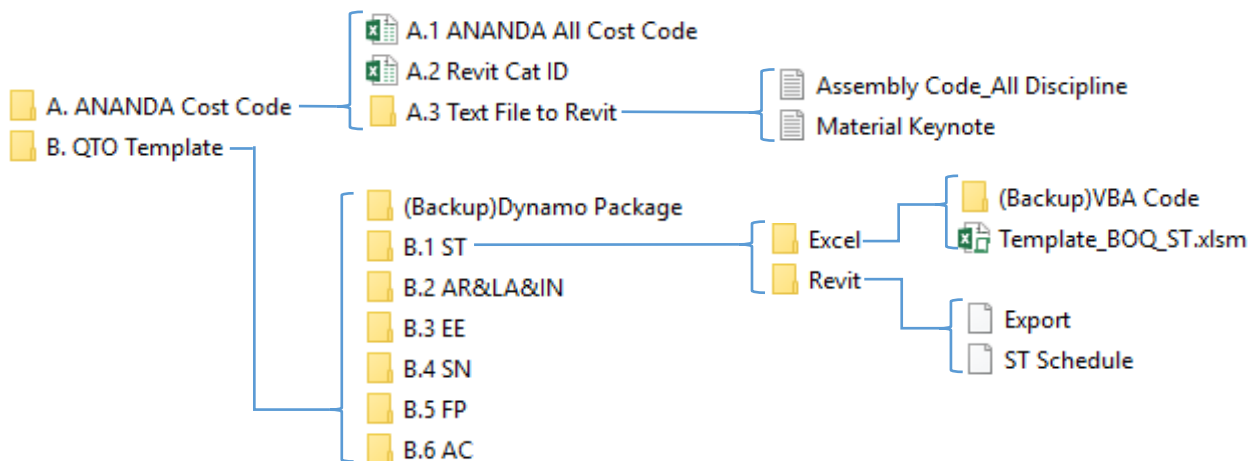 A. ANANDA Cost Code
B. QTO Template
A.1 ANANDA All Cost Code
A.2 Revit Cat ID
A.3 Text File to Revit
Assembly Code_All Discipline
Material Keynote
(Backup)Dynamo Package
B.1 ST
B.2 AR&LA&IN
B.3 EE
B.4 SN
B.5 FP
B.6 AC
Excel
Revit
(Backup)VBA Code
Template_BOQ_ST.xlsm
Export
ST Schedule